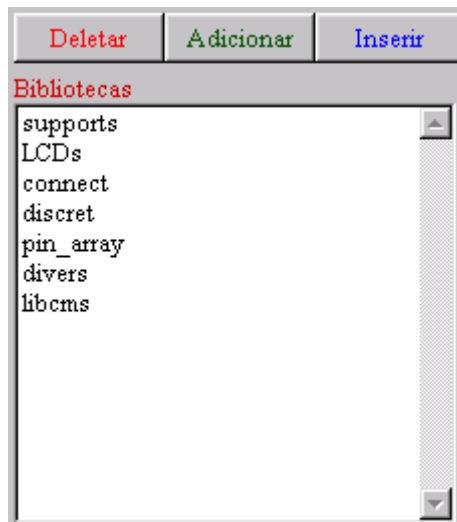 Deletar Adicionar Inserir
Bibliotecas
supports
LCDs
connect
discret
pin_array
divers
libcms